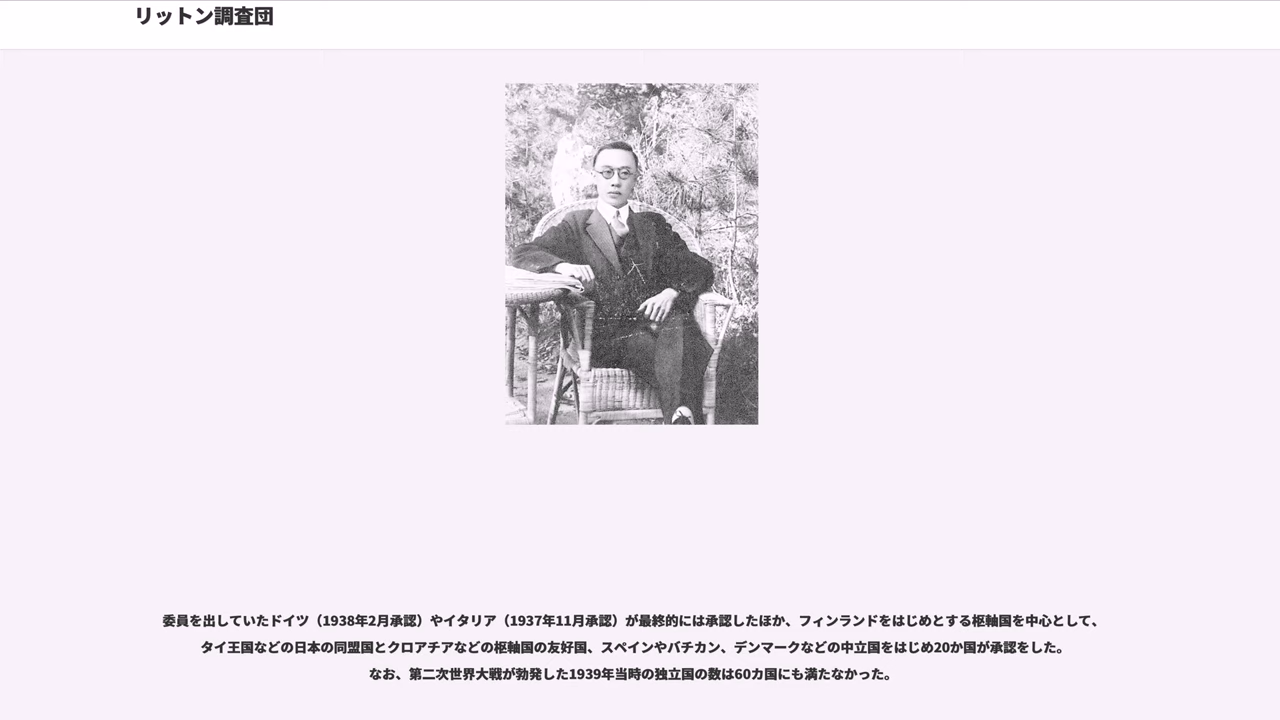 リットン調査団
委員を出していたドイツ（1938年2月承認）やイタリア（1937年11月承認）が最終的には承認したほか、フィンランドをはじめとする枢軸国を中心として、
タイ王国などの日本の同盟国とクロアチアなどの枢軸国の友好国、スペインやバチカン、デンマークなどの中立国をはじめ20か国が承認をした。
なお、第二次世界大戦が勃発した1939年当時の独立国の数は60カ国にも満たなかった。